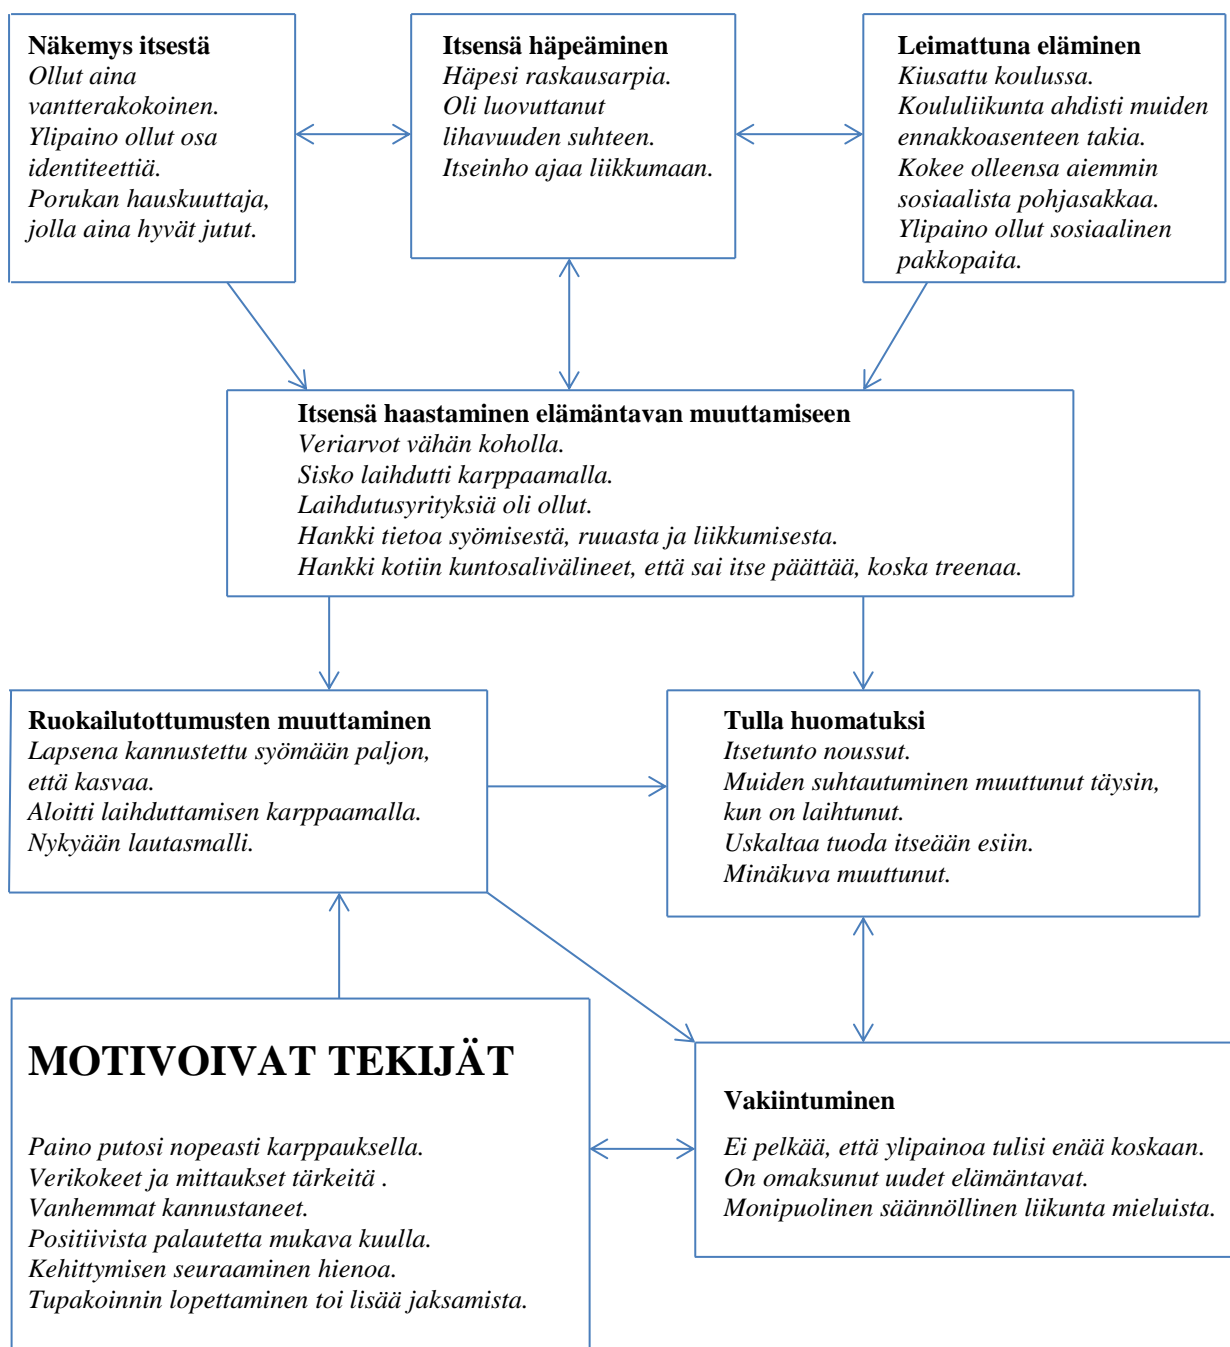 Näkemys itsestä
Ollut aina
vantterakokoinen.
Ylipaino ollut osa
identiteettiä.
Porukan hauskuuttaja,
jolla aina hyvät jutut.
Itsensä häpeäminen
Häpesi raskausarpia.
Oli luovuttanut
lihavuuden suhteen.
Itseinho ajaa liikkumaan.
Leimattuna eläminen
Kiusattu koulussa.
Koululiikunta ahdisti muiden
ennakkoasenteen takia.
Kokee olleensa aiemmin
sosiaalista pohjasakkaa.
Ylipaino ollut sosiaalinen
pakkopaita.
Itsensä haastaminen elämäntavan muuttamiseen
Veriarvot vähän koholla.
Sisko laihdutti karppaamalla.
Laihdutusyrityksiä oli ollut.
Hankki tietoa syömisestä, ruuasta ja liikkumisesta.
Hankki kotiin kuntosalivälineet, että sai itse päättää, koska treenaa.
Ruokailutottumusten muuttaminen
Lapsena kannustettu syömään paljon,
että kasvaa.
Aloitti laihduttamisen karppaamalla.
Nykyään lautasmalli.
Tulla huomatuksi
Itsetunto noussut.
Muiden suhtautuminen muuttunut täysin,
kun on laihtunut.
Uskaltaa tuoda itseään esiin.
Minäkuva muuttunut.
MOTIVOIVAT TEKIJÄT
Paino putosi nopeasti karppauksella.
Verikokeet ja mittaukset tärkeitä .
Vanhemmat kannustaneet.
Positiivista palautetta mukava kuulla.
Kehittymisen seuraaminen hienoa.
Tupakoinnin lopettaminen toi lisää jaksamista.
Vakiintuminen
Ei pelkää, että ylipainoa tulisi enää koskaan.
On omaksunut uudet elämäntavat.
Monipuolinen säännöllinen liikunta mieluista.